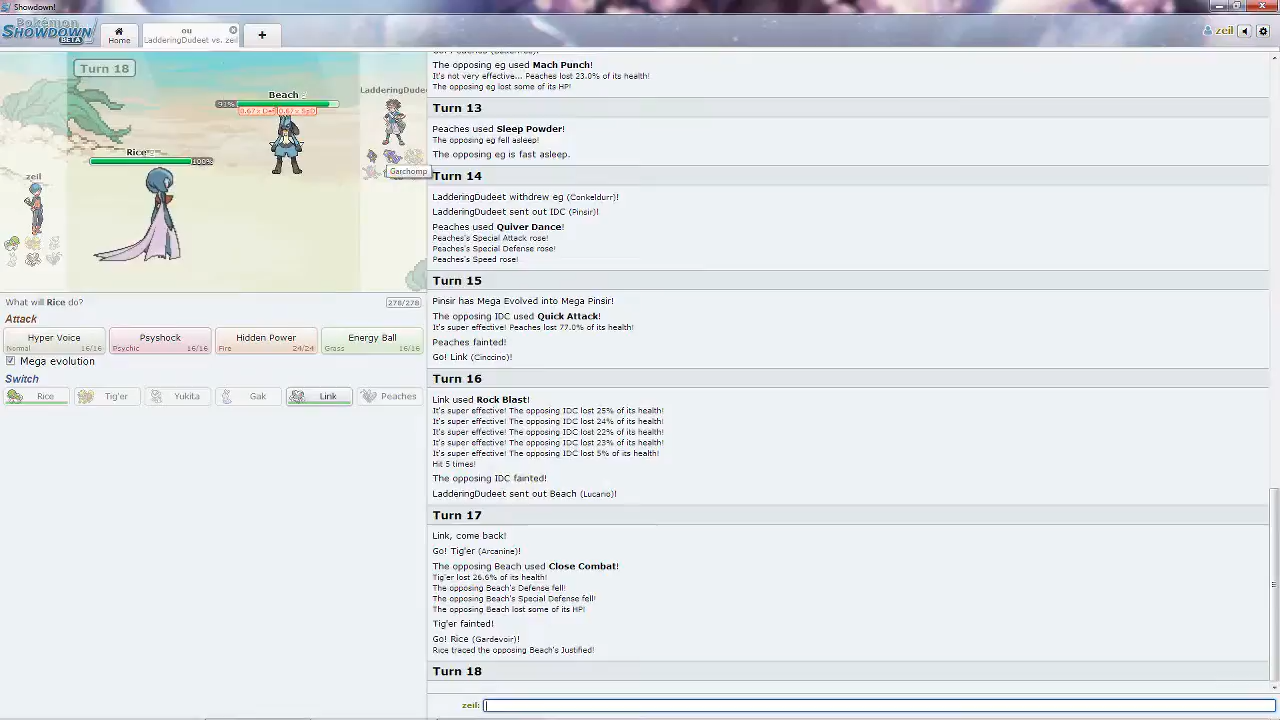 Showdown!
Pokémon
SHOWDOWN
BETA
Home
ou
LadderingDudeet vs. zeil
+
zeil
Turn 18
Beach
91%
0.67× Def 0.67× SpD
Rice
100%
LadderingDudeet
Garchomp
zeil
What will Rice do?
278/278
Attack
Hyper Voice
Normal 16/16
Psyshock
Psychic 16/16
Hidden Power
Fire 24/24
Energy Ball
Grass 16/16
Mega evolution
Switch
Rice
Tig'er
Yukita
Gak
Link
Peaches
The opposing eg used Mach Punch!
It's not very effective... Peaches lost 23.0% of its health!
The opposing eg lost some of its HP!
Turn 13
Peaches used Sleep Powder!
The opposing eg fell asleep!
The opposing eg is fast asleep.
Turn 14
LadderingDudeet withdrew eg (Conkeldurr)!
LadderingDudeet sent out IDC (Pinsir)!
Peaches used Quiver Dance!
Peaches's Special Attack rose!
Peaches's Special Defense rose!
Peaches's Speed rose!
Turn 15
Pinsir has Mega Evolved into Mega Pinsir!
The opposing IDC used Quick Attack!
It's super effective! Peaches lost 77.0% of its health!
Peaches fainted!
Go! Link (Cinccino)!
Turn 16
Link used Rock Blast!
It's super effective! The opposing IDC lost 25% of its health!
It's super effective! The opposing IDC lost 24% of its health!
It's super effective! The opposing IDC lost 22% of its health!
It's super effective! The opposing IDC lost 23% of its health!
It's super effective! The opposing IDC lost 5% of its health!
Hit 5 times!
The opposing IDC fainted!
LadderingDudeet sent out Beach (Lucario)!
Turn 17
Link, come back!
Go! Tig'er (Arcanine)!
The opposing Beach used Close Combat!
Tig'er lost 26.6% of its health!
The opposing Beach's Defense fell!
The opposing Beach's Special Defense fell!
The opposing Beach lost some of its HP!
Tig'er fainted!
Go! Rice (Gardevoir)!
Rice traced the opposing Beach's Justified!
Turn 18
zeil: